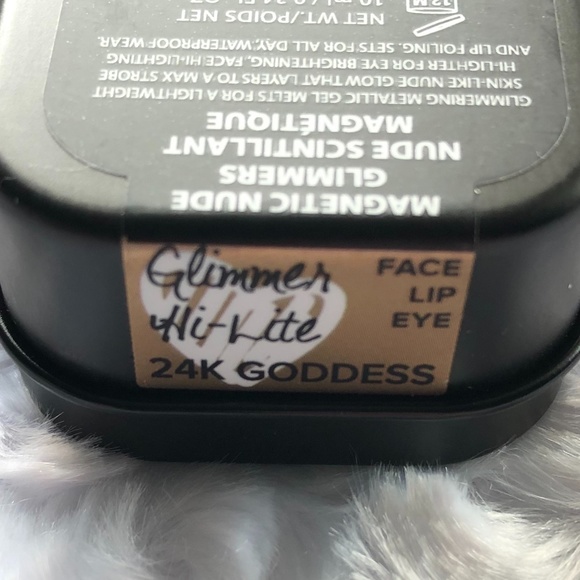 MAGNETIC NUDE
GLIMMERS
NUDE SCINTILLANT
MAGNÉTIQUE
GLIMMERING METALLIC GEL MELTS FOR A LIGHTWEIGHT
SKIN-LIKE NUDE GLOW THAT LAYERS TO A MAX STROBE
HI-LIGHTER FOR EYE BRIGHTENING, FACE HI-LIGHTING
AND LIP FOILING. SETS FOR ALL DAY, WATERPROOF WEAR.
NET WT./POIDS NET
12M
Glimmer
Hi-Lite
24K GODDESS
FACE
LIP
EYE